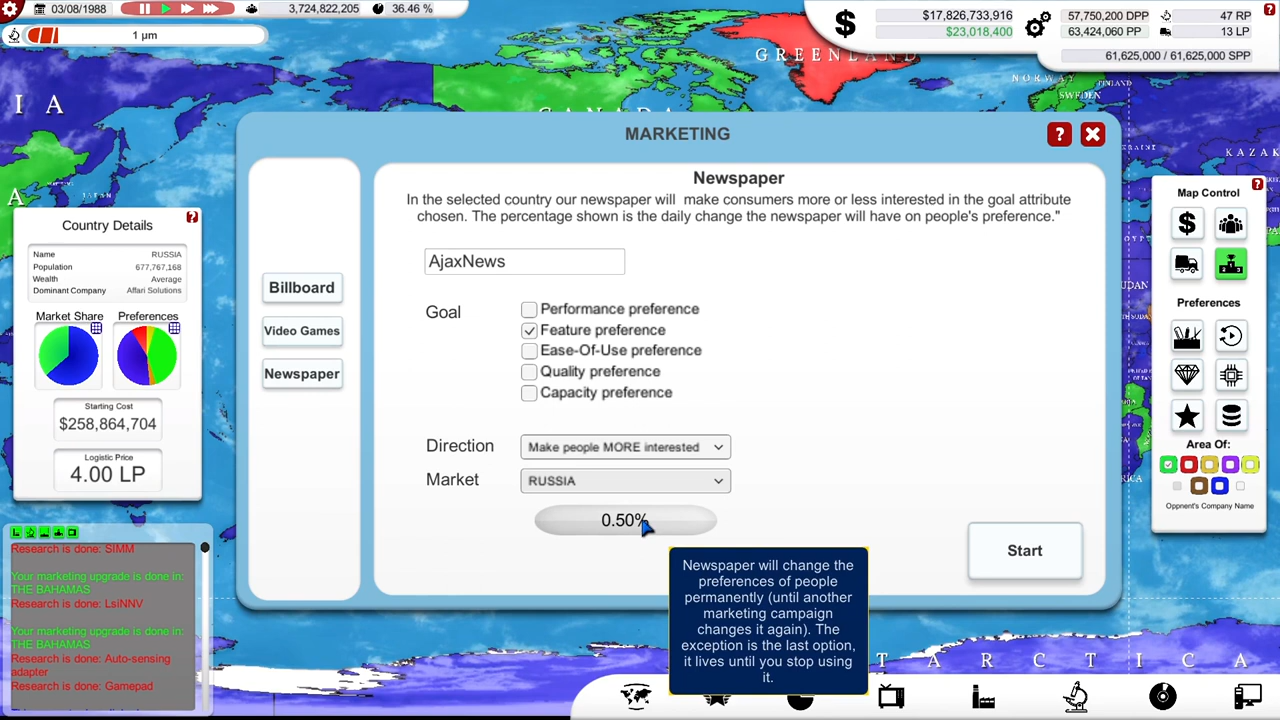 03/08/1988
3,724,822,205
36.46 %
$17,826,733,916
$23,018,400
57,750,200 DPP
63,424,060 PP
47 RP
13 LP
61,625,000 / 61,625,000 SPP
1 µm
GREENLAND
NORWAY
FINLAND
SWEDEN
I A
CANADA
JAPAN
A
KAZAK
MARKETING
?
Newspaper
In the selected country our newspaper will make consumers more or less interested in the goal attribute
chosen. The percentage shown is the daily change the newspaper will have on people's preference."
AjaxNews
Billboard
Video Games
Newspaper
Goal
Performance preference
Feature preference
Ease-Of-Use preference
Quality preference
Capacity preference
Direction
Make people MORE interested
Market
RUSSIA
0.50%
Start
Newspaper will change the
preferences of people
permanently (until another
marketing campaign
changes it again). The
exception is the last option,
it lives until you stop using
it.
Country Details
?
Name RUSSIA
Population 677,767,168
Wealth Average
Dominant Company Affari Solutions
Market Share
Preferences
Starting Cost
$258,864,704
Logistic Price
4.00 LP
Research is done: SIMM
Your marketing upgrade is done in:
THE BAHAMAS
Research is done: LsiNNV
Your marketing upgrade is done in:
THE BAHAMAS
Research is done: Auto-sensing
adapter
Research is done: Gamepad
Map Control
?
Preferences
Area Of:
Oppnent's Company Name
TARCTICA